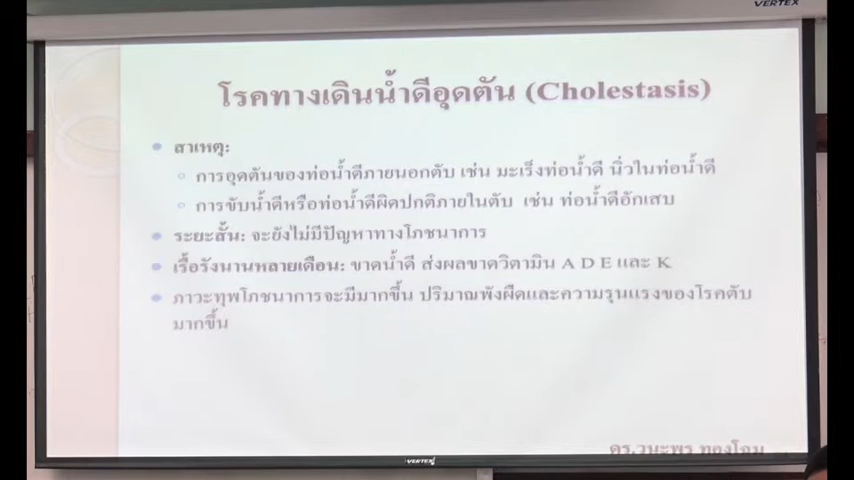 VERTEX
โรคทางเดินน้ำดีอุดตัน (Cholestasis)
สาเหตุ:
การอุดตันของท่อน้ำดีภายนอกตับ เช่น มะเร็งท่อน้ำดี นิ่วในท่อน้ำดี
การขับน้ำดีหรือท่อน้ำดีผิดปกติภายในตับ เช่น ท่อน้ำดีอักเสบ
ระยะสั้น: จะยังไม่มีปัญหาทางโภชนาการ
เรื้อรังนานหลายเดือน: ขาดน้ำดี ส่งผลขาดวิตามิน A D E และ K
ภาวะทุพโภชนาการจะมีมากขึ้น ปริมาณพังผืดและความรุนแรงของโรคตับ
มากขึ้น
ดร.วนะพร ทองโฉม
VERTEX